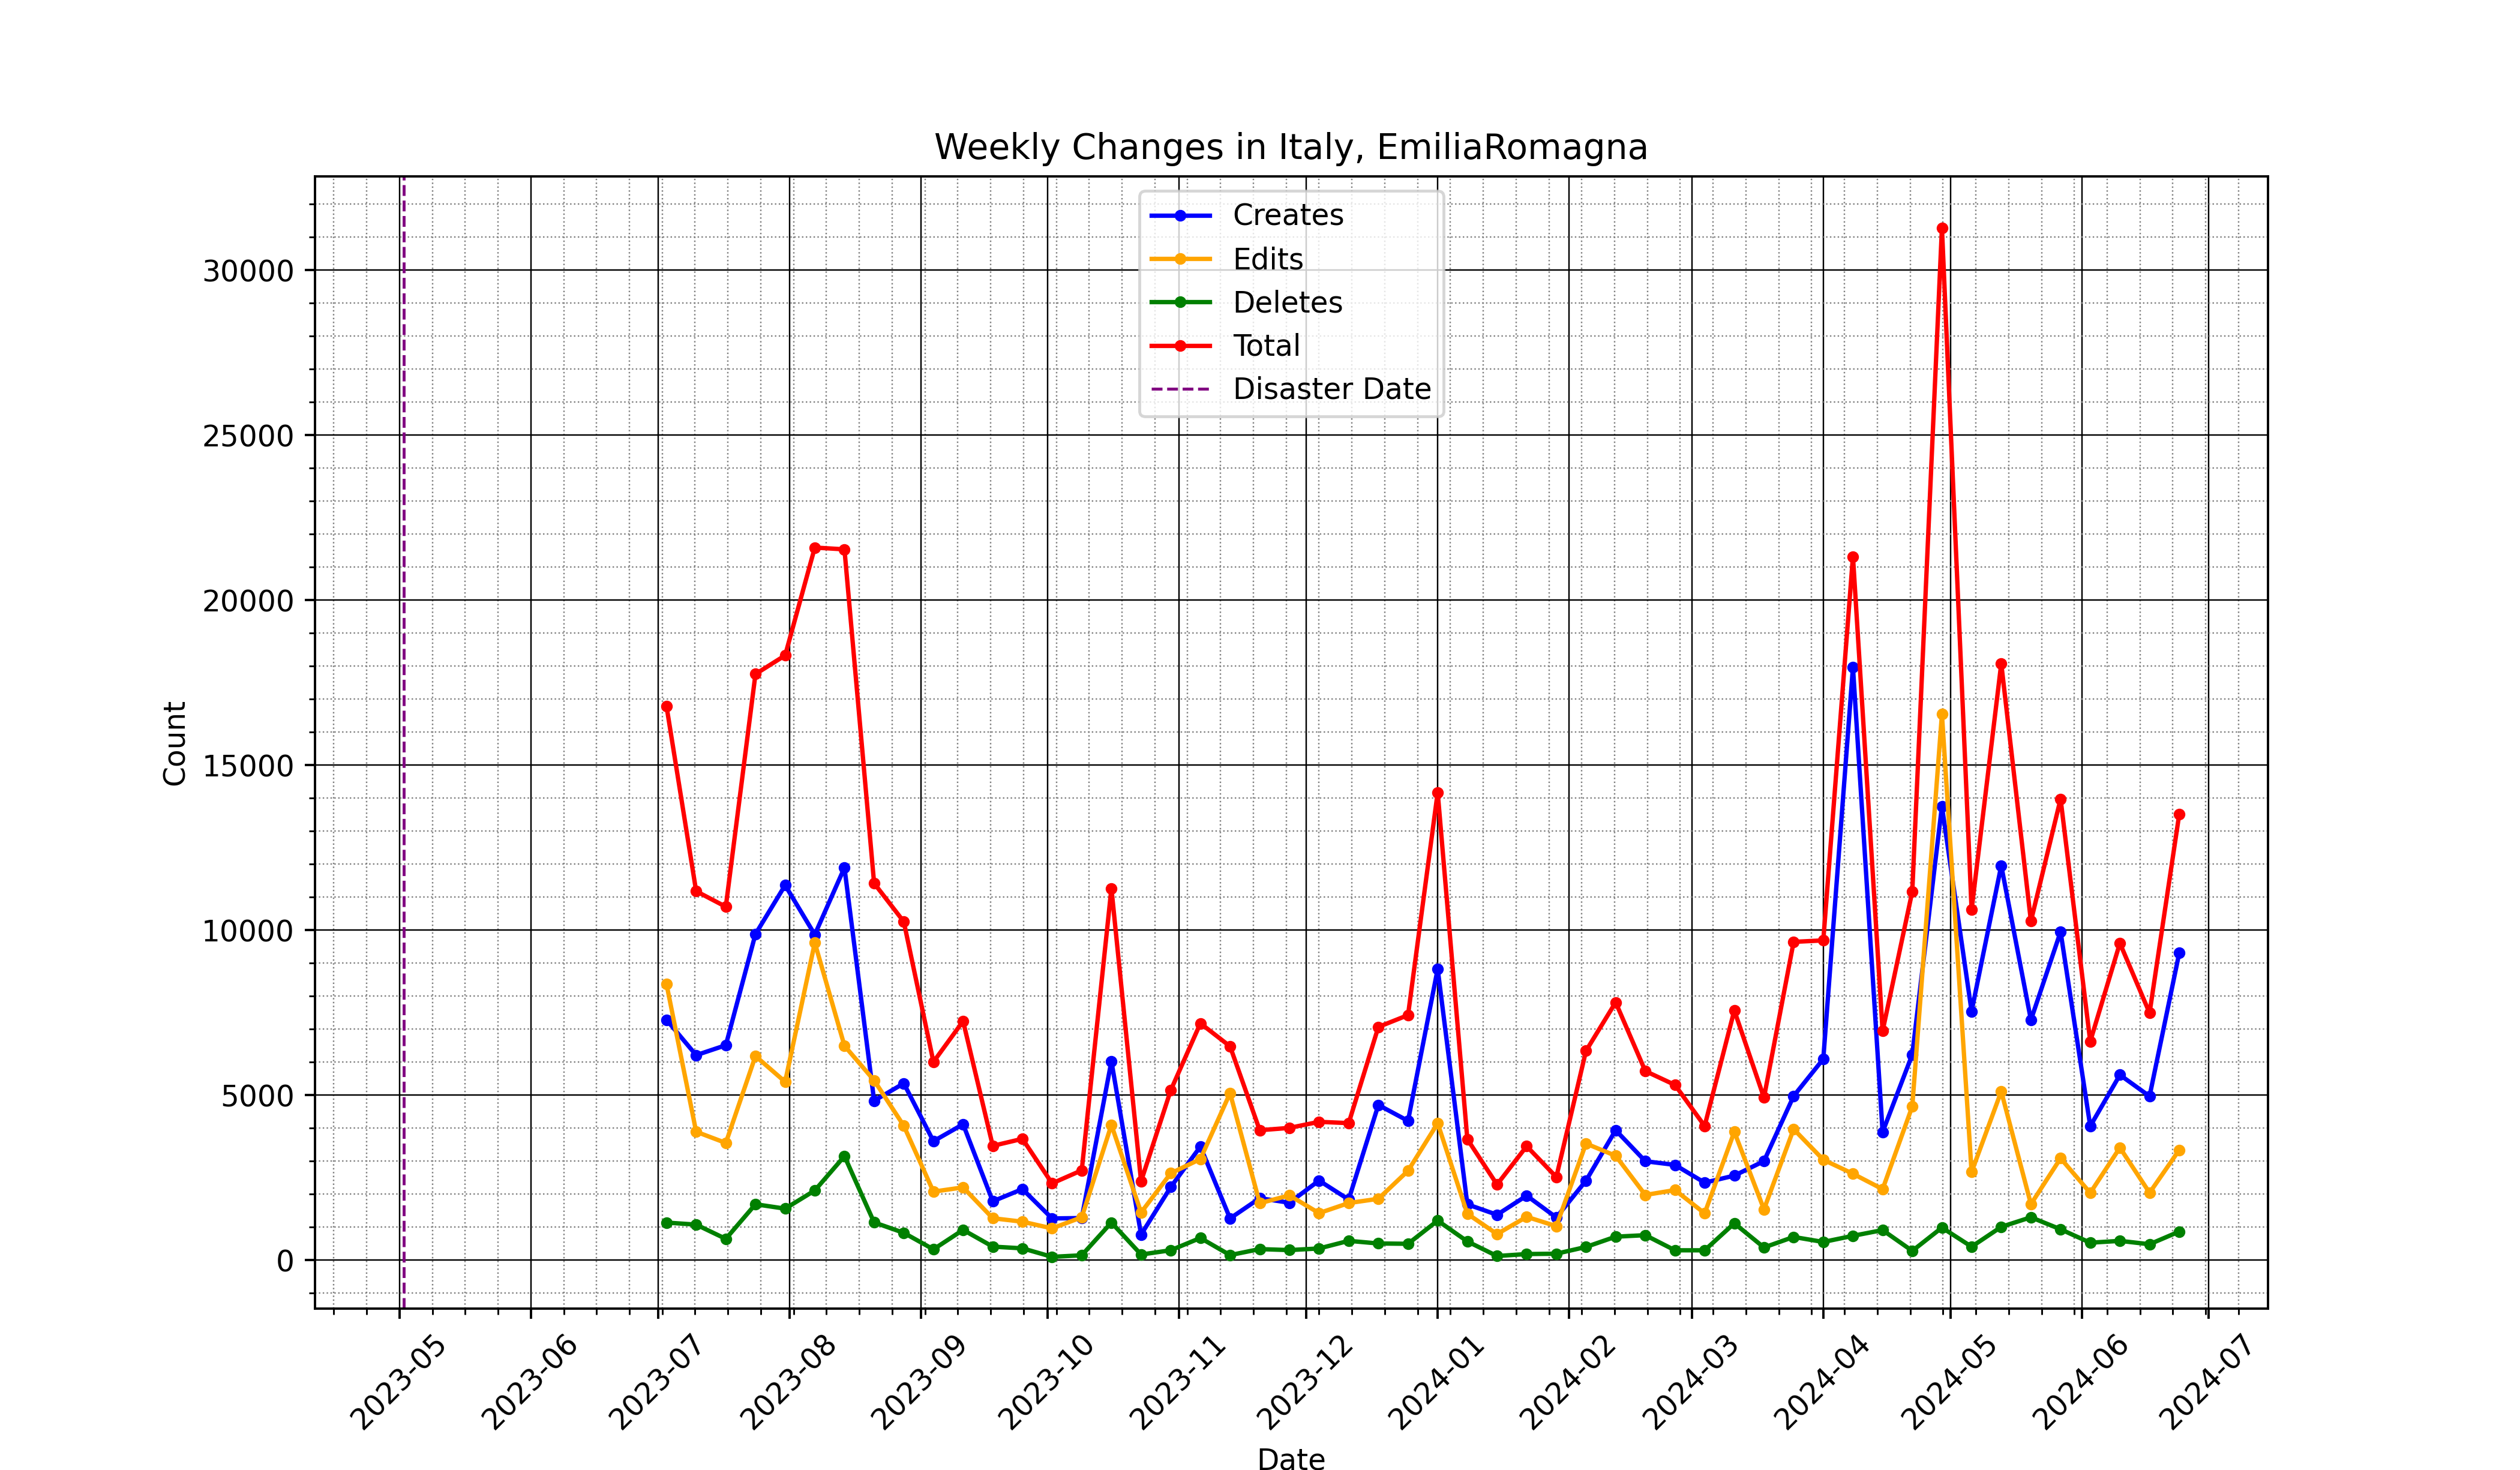 Weekly Changes in Italy, EmiliaRomagna
Creates
Edits
Deletes
Total
Disaster Date
Count
30000
25000
20000
15000
10000
5000
0
2023-05
2023-06
2023-07
2023-08
2023-09
2023-10
2023-11
2023-12
2024-01
2024-02
2024-03
2024-04
2024-05
2024-06
2024-07
Date